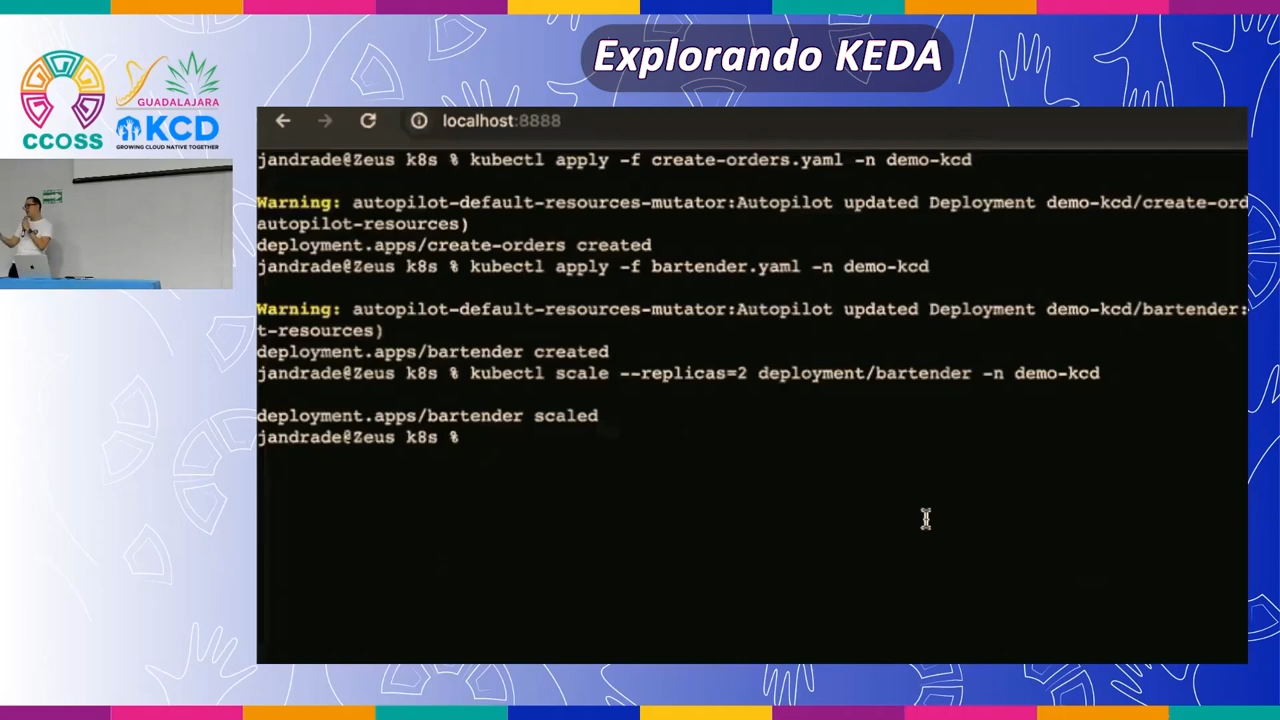 Explorando KEDA
CCOSS
GUADALAJARA
KCD
GROWING CLOUD NATIVE TOGETHER
localhost:8888
jandrade@Zeus k8s % kubectl apply -f create-orders.yaml -n demo-kcd
Warning: autopilot-default-resources-mutator:Autopilot updated Deployment demo-kcd/create-ord
autopilot-resources)
deployment.apps/create-orders created
jandrade@Zeus k8s % kubectl apply -f bartender.yaml -n demo-kcd
Warning: autopilot-default-resources-mutator:Autopilot updated Deployment demo-kcd/bartender:
t-resources)
deployment.apps/bartender created
jandrade@Zeus k8s % kubectl scale --replicas=2 deployment/bartender -n demo-kcd
deployment.apps/bartender scaled
jandrade@Zeus k8s %